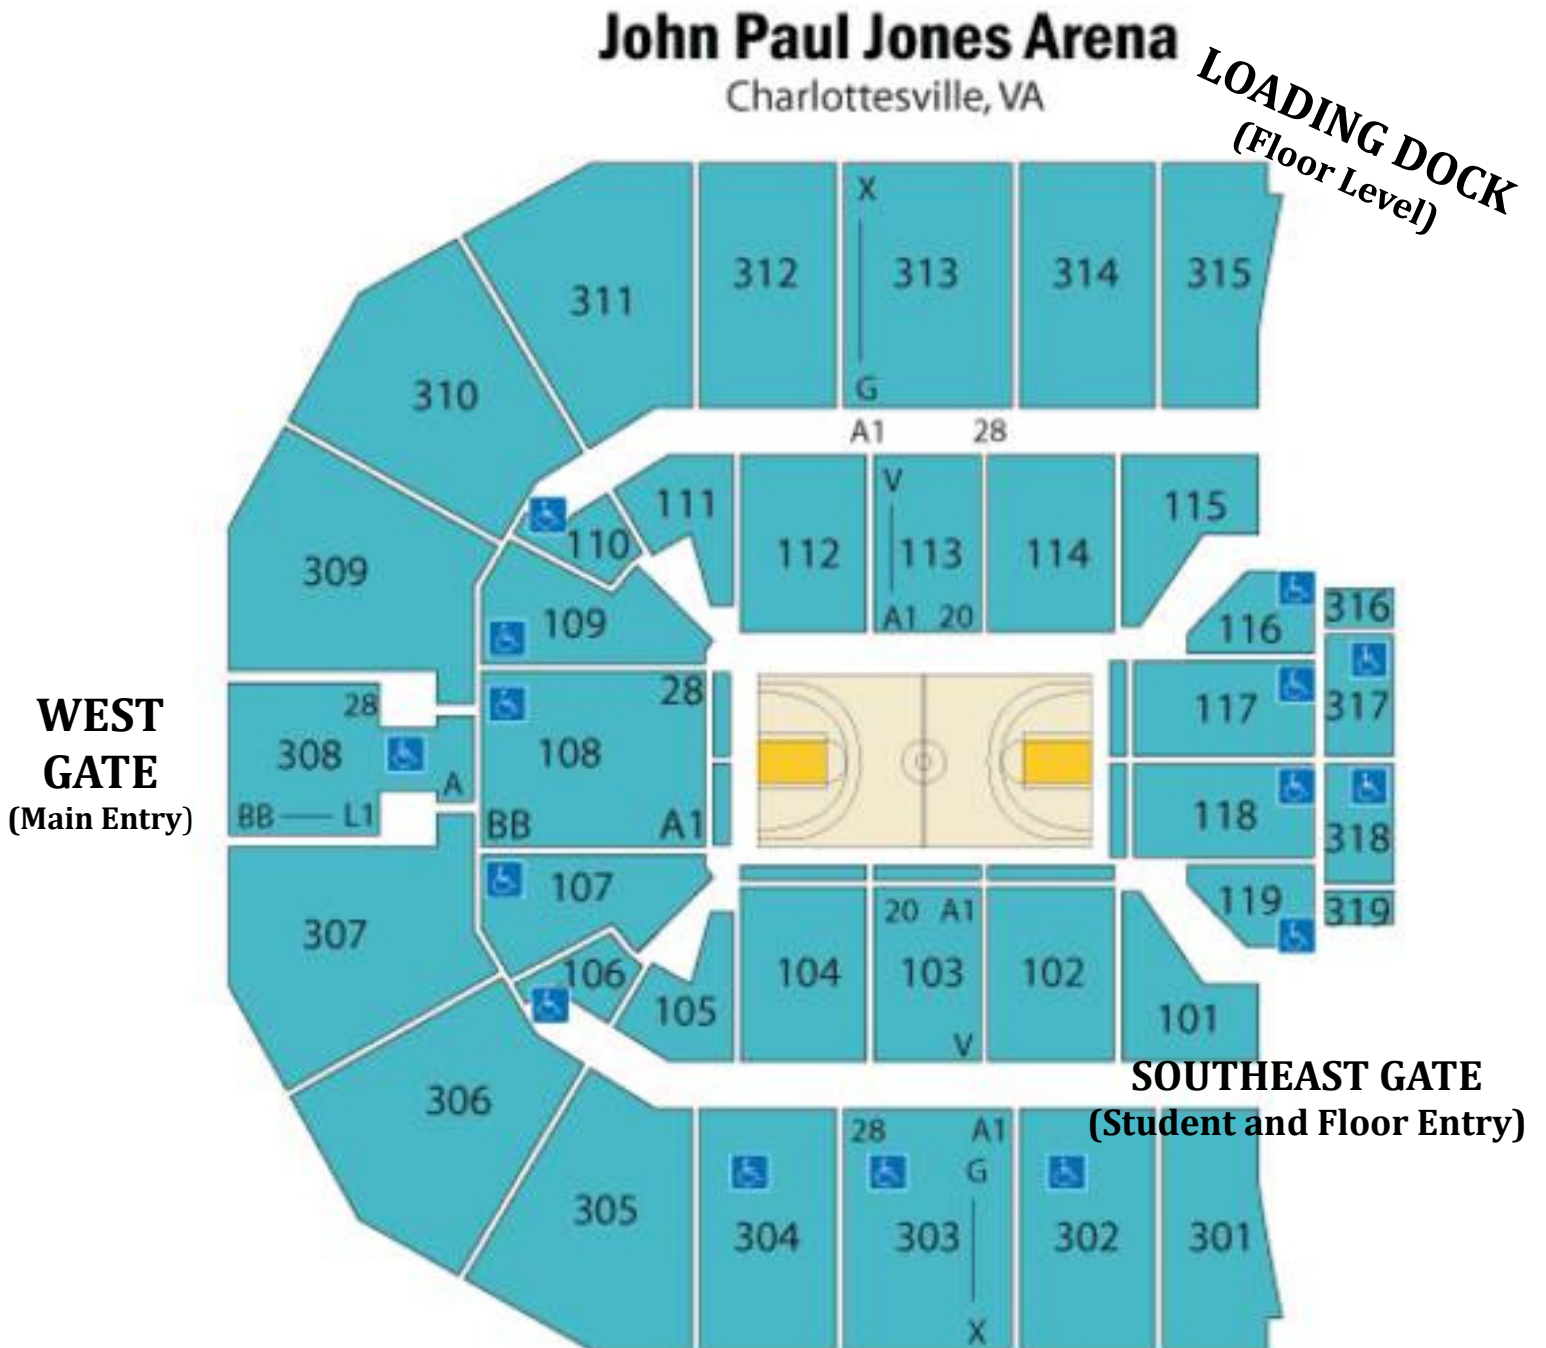 John Paul Jones Arena
Charlottesville, VA
LOADING DOCK
(Floor Level)
X
312
313
314
315
311
G
310
A1 28
V
111
115
110
112
113
114
309
109
A1 20
116
316
28
28
117
317
WEST
GATE
(Main Entry)
308
A
BB L1
108
BB A1
118
318
107
119
319
307
20 A1
106
104
103
102
105
101
V
SOUTHEAST GATE
(Student and Floor Entry)
306
28 A1
G
305
304
303
302
301
X